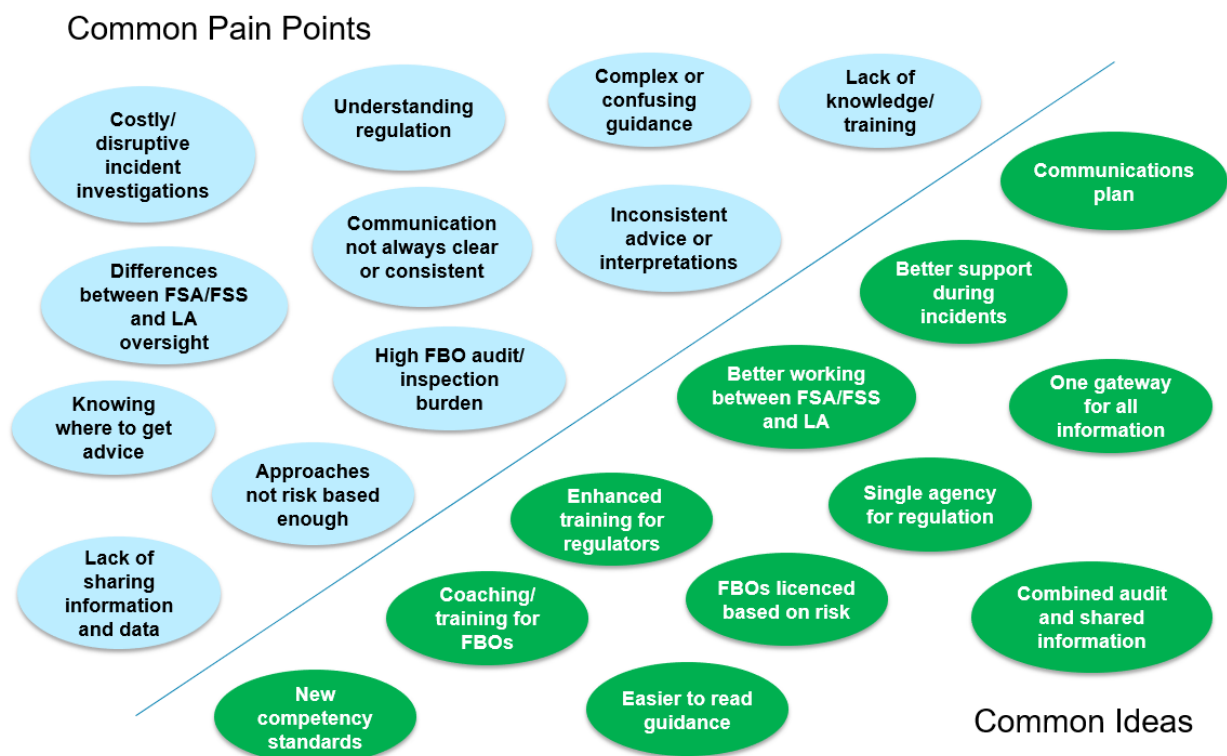 Common Pain Points
Costly/
disruptive
incident
investigations
Understanding
regulation
Complex or
confusing
guidance
Lack of
knowledge/
training
Communication
not always clear
or consistent
Inconsistent
advice or
interpretations
Differences
between FSA/FSS
and LA
oversight
High FBO audit/
inspection
burden
Knowing
where to get
advice
Approaches
not risk based
enough
Lack of
sharing
information
and data
Communications
plan
Better support
during
incidents
Better working
between FSA/FSS
and LA
One gateway
for all
information
Enhanced
training for
regulators
Single agency
for regulation
Coaching/
training for
FBOs
FBOs licenced
based on risk
Combined audit
and shared
information
New
competency
standards
Easier to read
guidance
Common Ideas